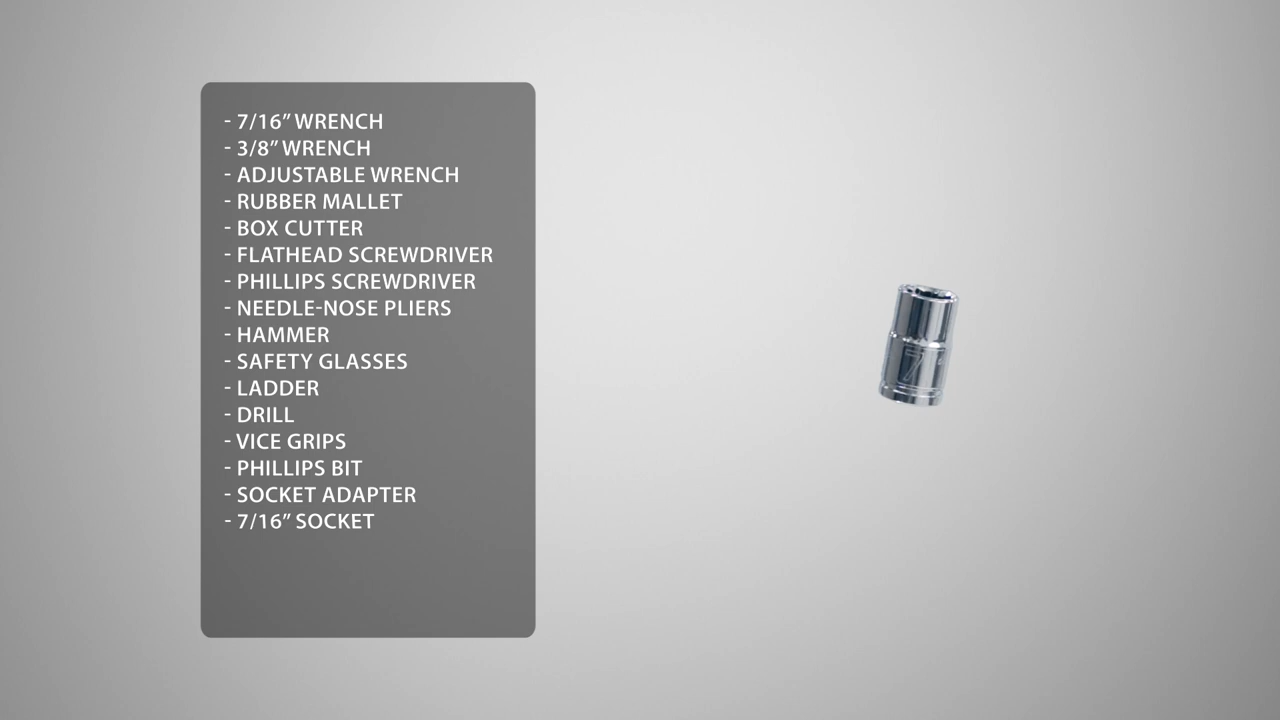 - 7/16” WRENCH
- 3/8” WRENCH
- ADJUSTABLE WRENCH
- RUBBER MALLET
- BOX CUTTER
- FLATHEAD SCREWDRIVER
- PHILLIPS SCREWDRIVER
- NEEDLE-NOSE PLIERS
- HAMMER
- SAFETY GLASSES
- LADDER
- DRILL
- VICE GRIPS
- PHILLIPS BIT
- SOCKET ADAPTER
- 7/16” SOCKET